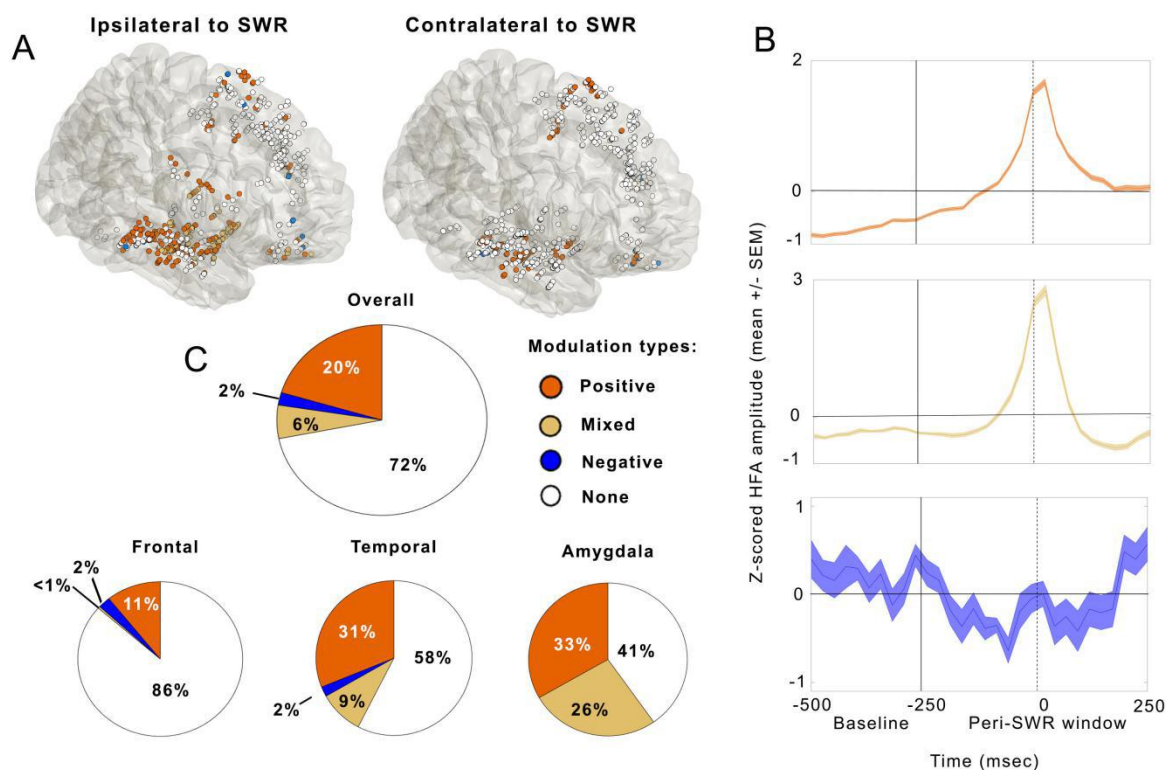 A
Ipsilateral to SWR
Contralateral to SWR
B
2
0
-1
3
0
-1
1
0
-1
-500
-250
0
250
Baseline
Peri-SWR window
Time (msec)
Z-scored HFA amplitude (mean +/- SEM)
C
Overall
20%
2%
6%
72%
Modulation types:
Positive
Mixed
Negative
None
Frontal
<1%
2%
11%
86%
Temporal
31%
58%
2%
9%
Amygdala
33%
41%
26%